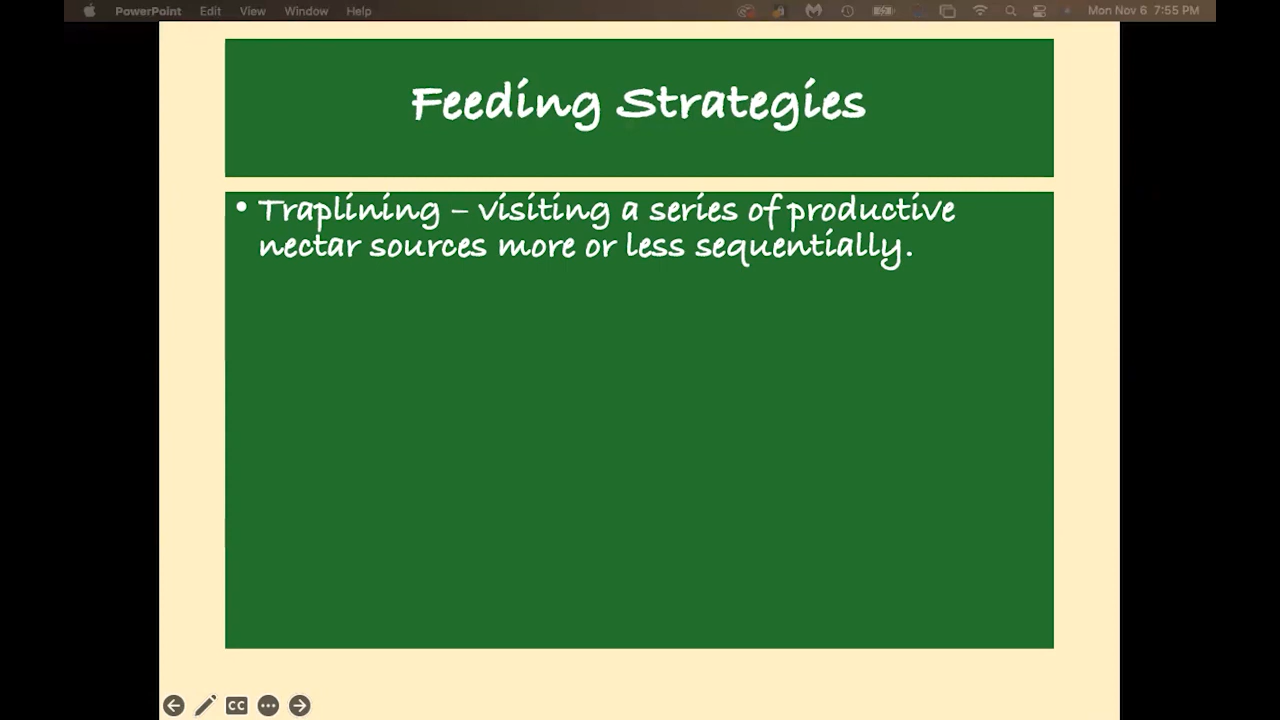 PowerPoint Edit View Window Help Mon Nov 6 7:55 PM
Feeding Strategies
• Traplining – visiting a series of productive
nectar sources more or less sequentially.
CC